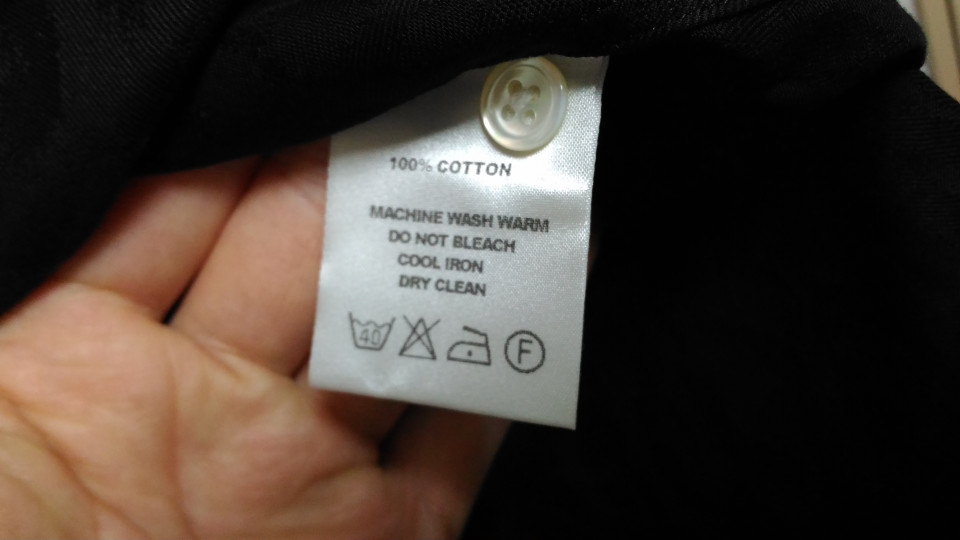 100% COTTON
MACHINE WASH WARM
DO NOT BLEACH
COOL IRON
DRY CLEAN
40 F